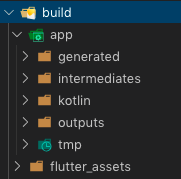 build
app
generated
intermediates
kotlin
outputs
tmp
flutter_assets